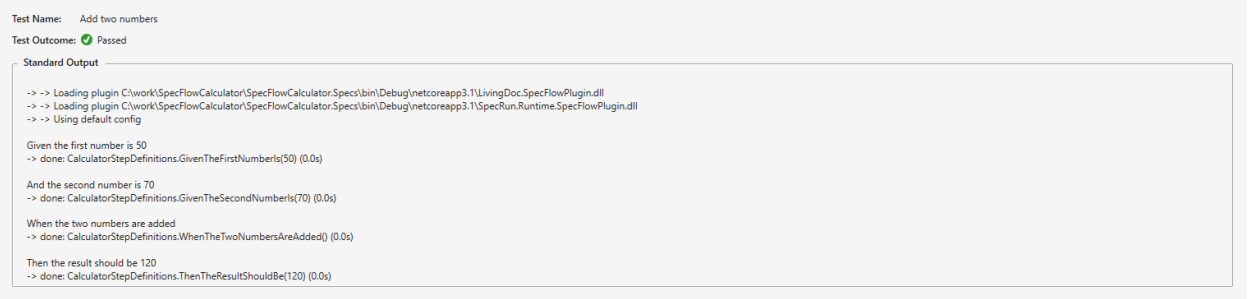 Test Name: Add two numbers
Test Outcome: Passed
Standard Output
-> -> Loading plugin C:\work\SpecFlowCalculator\SpecFlowCalculator.Specs\bin\Debug\netcoreapp3.1\LivingDoc.SpecFlowPlugin.dll
-> -> Loading plugin C:\work\SpecFlowCalculator\SpecFlowCalculator.Specs\bin\Debug\netcoreapp3.1\SpecRun.Runtime.SpecFlowPlugin.dll
-> -> Using default config
Given the first number is 50
-> done: CalculatorStepDefinitions.GivenTheFirstNumberIs(50) (0.0s)
And the second number is 70
-> done: CalculatorStepDefinitions.GivenTheSecondNumberIs(70) (0.0s)
When the two numbers are added
-> done: CalculatorStepDefinitions.WhenTheTwoNumbersAreAdded() (0.0s)
Then the result should be 120
-> done: CalculatorStepDefinitions.ThenTheResultShouldBe(120) (0.0s)